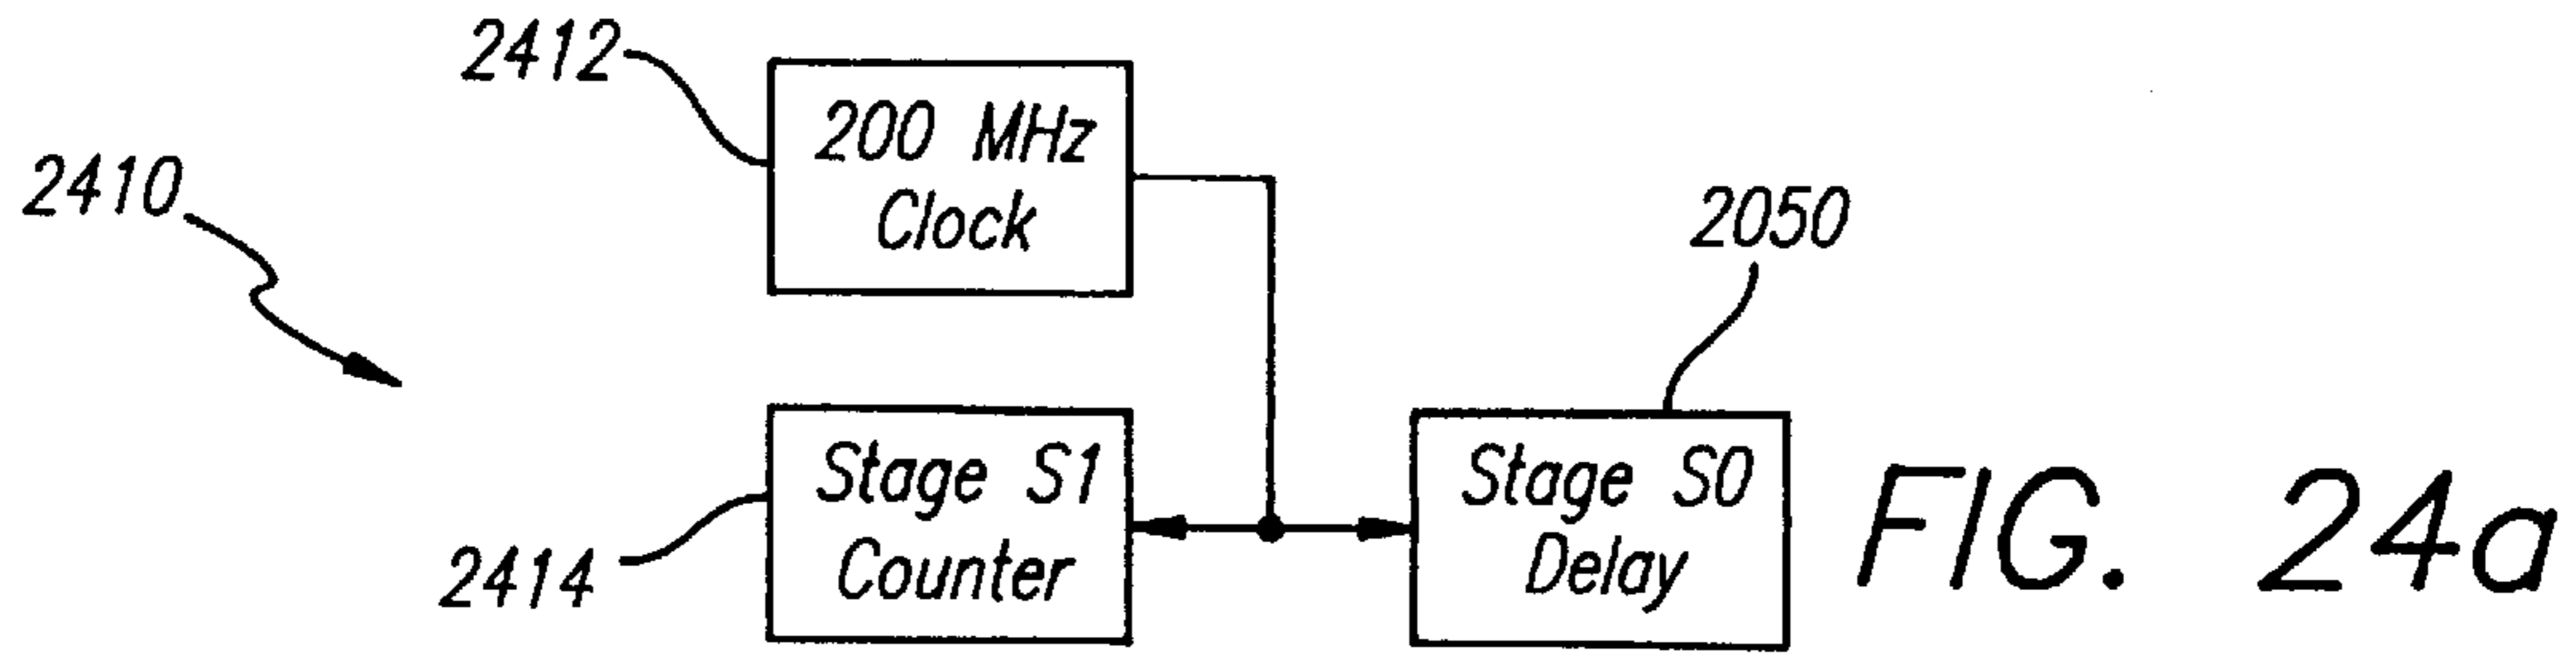 2412
200 MHz
Clock
2410
2050
Stage S1
Counter
2414
Stage S0
Delay
FIG. 24a